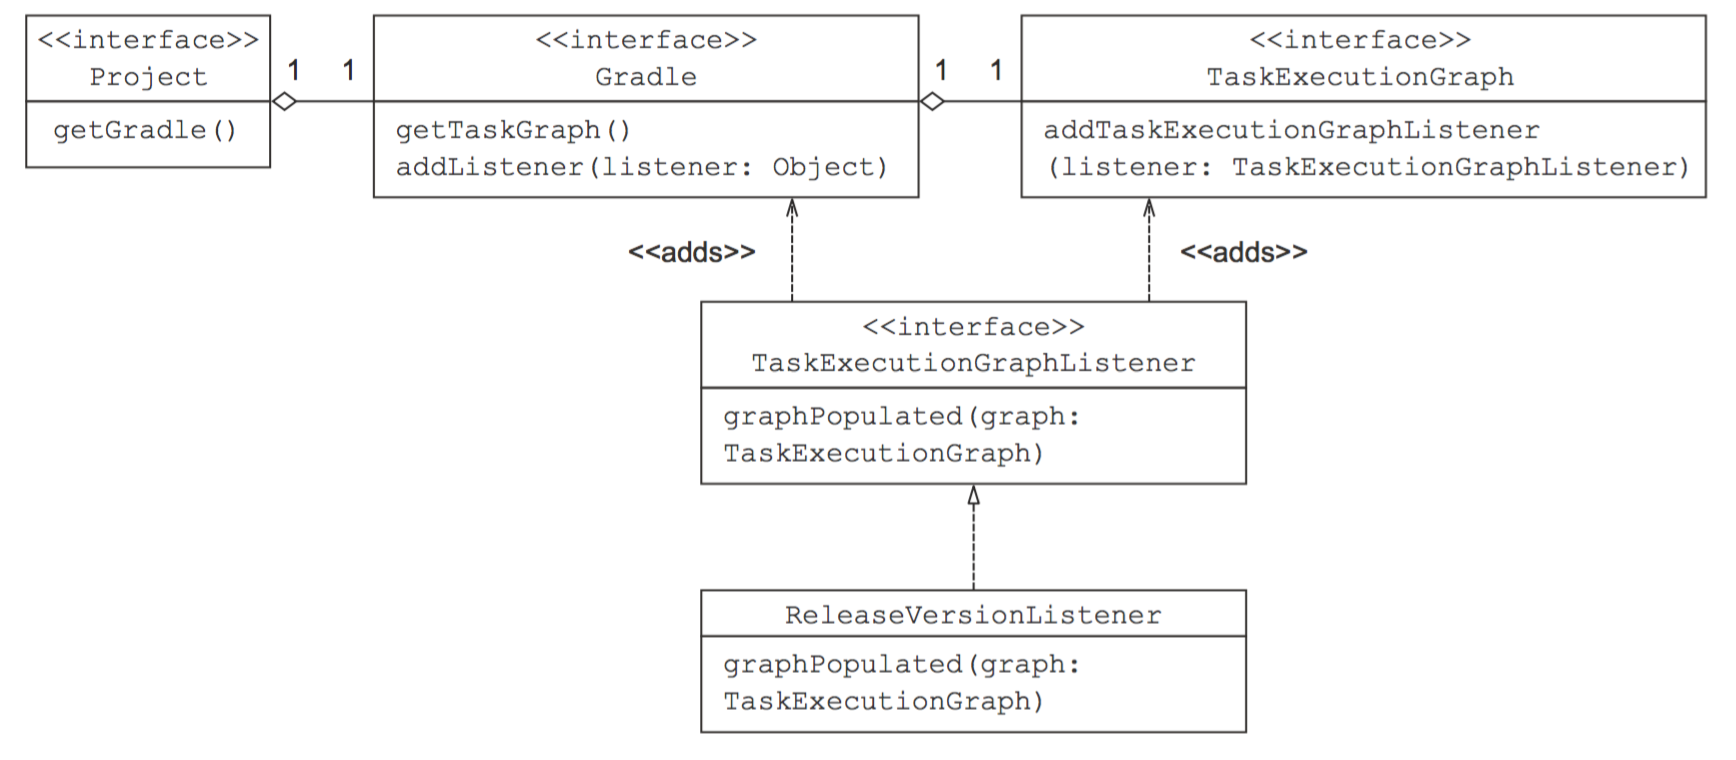 <<interface>>
Project
getGradle()
1 1
<<interface>>
Gradle
getTaskGraph()
addListener(listener: Object)
1 1
<<interface>>
TaskExecutionGraph
addTaskExecutionGraphListener
(listener: TaskExecutionGraphListener)
<<adds>>
<<adds>>
<<interface>>
TaskExecutionGraphListener
graphPopulated(graph:
TaskExecutionGraph)
ReleaseVersionListener
graphPopulated(graph:
TaskExecutionGraph)